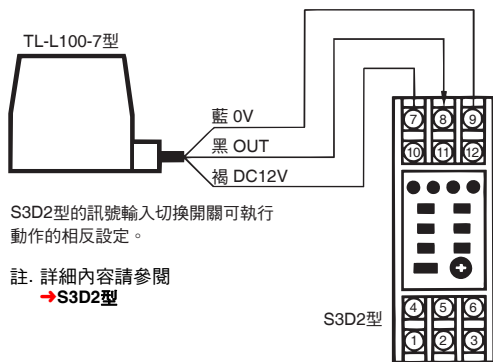 TL-L100-7型
藍 0V
黑 OUT
褐 DC12V
7 8 9
10 11 12
S3D2型的訊號輸入切換開關可執行
動作的相反設定。
註. 詳細內容請參閱
➔S3D2型
S3D2型
4 5 6
1 2 3